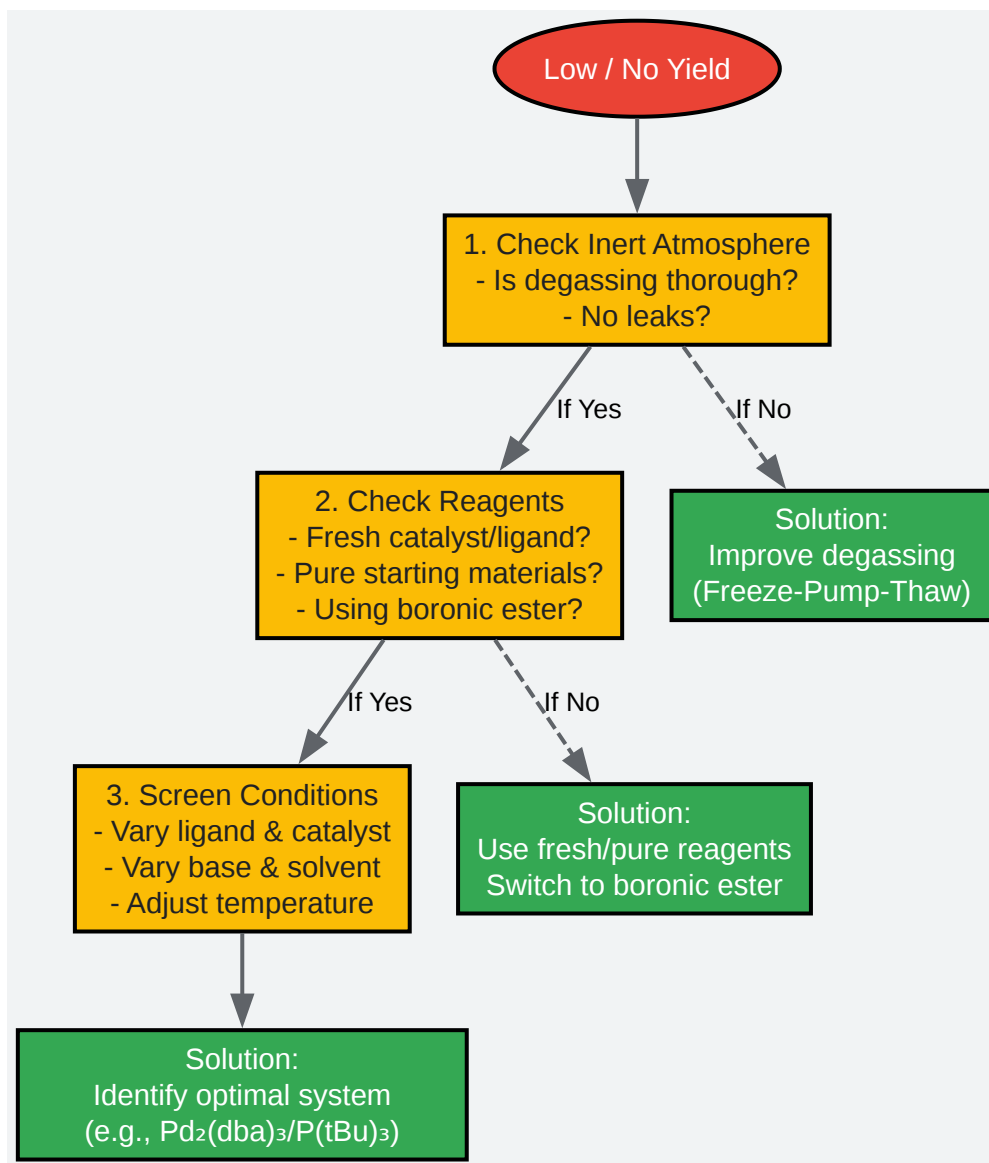 Low / No Yield
1. Check Inert Atmosphere
- Is degassing thorough?
- No leaks?
If Yes
If No
2. Check Reagents
- Fresh catalyst/ligand?
- Pure starting materials?
- Using boronic ester?
Solution:
Improve degassing
(Freeze-Pump-Thaw)
If Yes
If No
3. Screen Conditions
- Vary ligand & catalyst
- Vary base & solvent
- Adjust temperature
Solution:
Use fresh/pure reagents
Switch to boronic ester
Solution:
Identify optimal system
(e.g., Pd₂(dba)₃/P(tBu)₃)